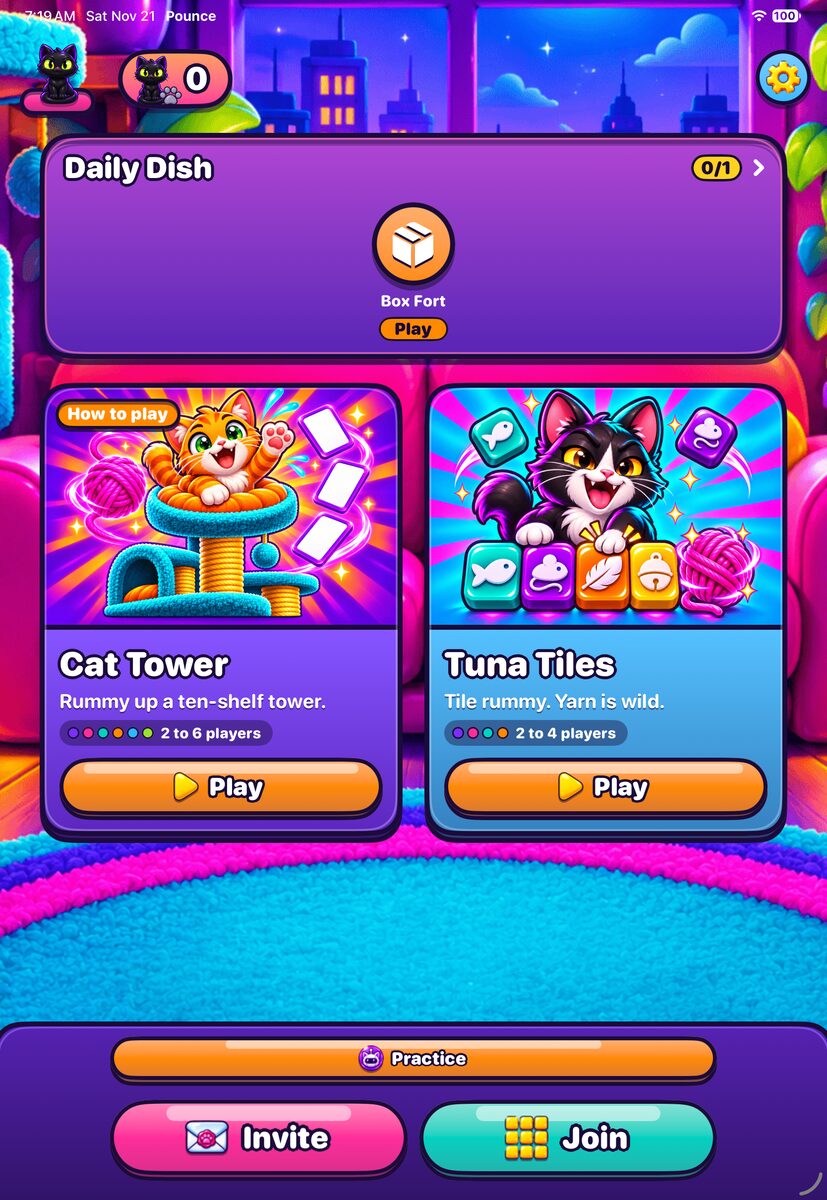 7:19 AM Sat Nov 21 Pounce
100
0
Daily Dish
0/1
Box Fort
Play
How to play
Cat Tower
Rummy up a ten-shelf tower.
2 to 6 players
Play
Tuna Tiles
Tile rummy. Yarn is wild.
2 to 4 players
Play
Practice
Invite
Join